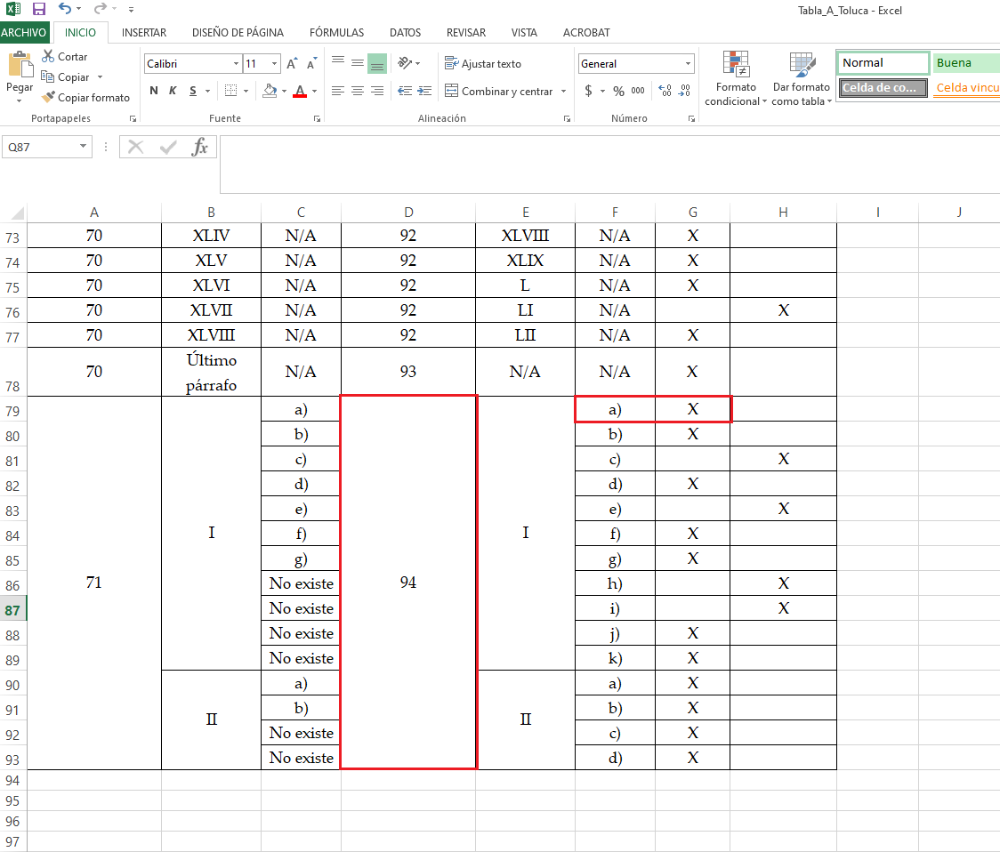 Tabla_A_Toluca - Excel
ARCHIVO INICIO INSERTAR DISEÑO DE PÁGINA FÓRMULAS DATOS REVISAR VISTA ACROBAT
Pegar
Cortar
Copiar
Copiar formato
Portapapeles
Calibri 11
N K S
Fuente
Ajustar texto
Combinar y centrar
Alineación
General
$ % 000
Número
Formato condicional
Dar formato como tabla
Normal Buena
Celda de co... Celda vincu
Q87
A B C D E F G H I J
73 70 XLIV N/A 92 XLVIII N/A X
74 70 XLV N/A 92 XLIX N/A X
75 70 XLVI N/A 92 L N/A X
76 70 XLVII N/A 92 LI N/A X
77 70 XLVIII N/A 92 LII N/A X
78 70 Último párrafo N/A 93 N/A N/A X
79 a) a) X
80 b) b) X
81 c) c) X
82 d) d) X
83 e) e) X
84 I f) I f) X
85 g) g) X
86 71 No existe 94 h) X
87 No existe i) X
88 No existe j) X
89 No existe k) X
90 a) a) X
91 II b) II b) X
92 No existe c) X
93 No existe d) X
94
95
96
97